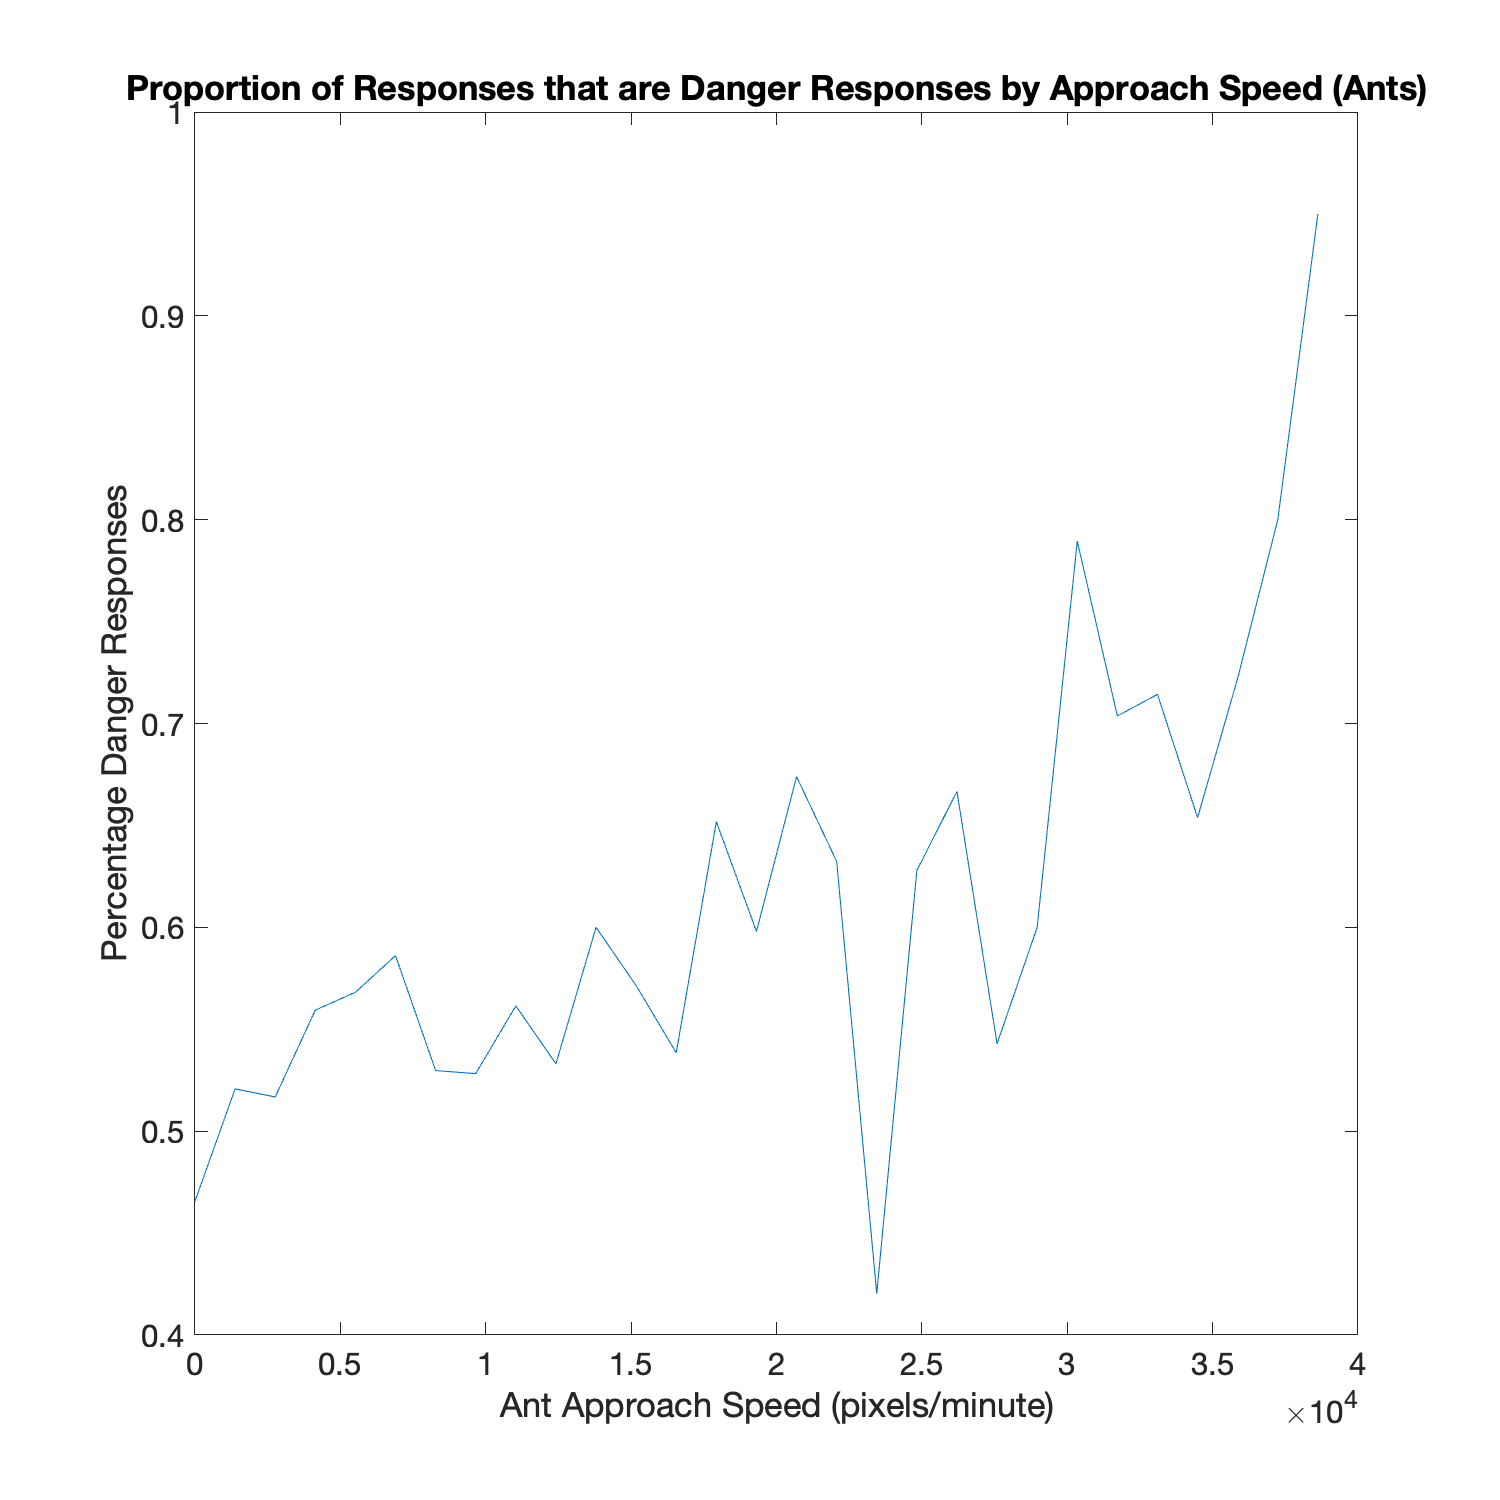 Proportion of Responses that are Danger Responses by Approach Speed (Ants)
1
0.9
0.8
0.7
0.6
0.5
0.4
Percentage Danger Responses
0 0.5 1 1.5 2 2.5 3 3.5 4
Ant Approach Speed (pixels/minute)
×10⁴